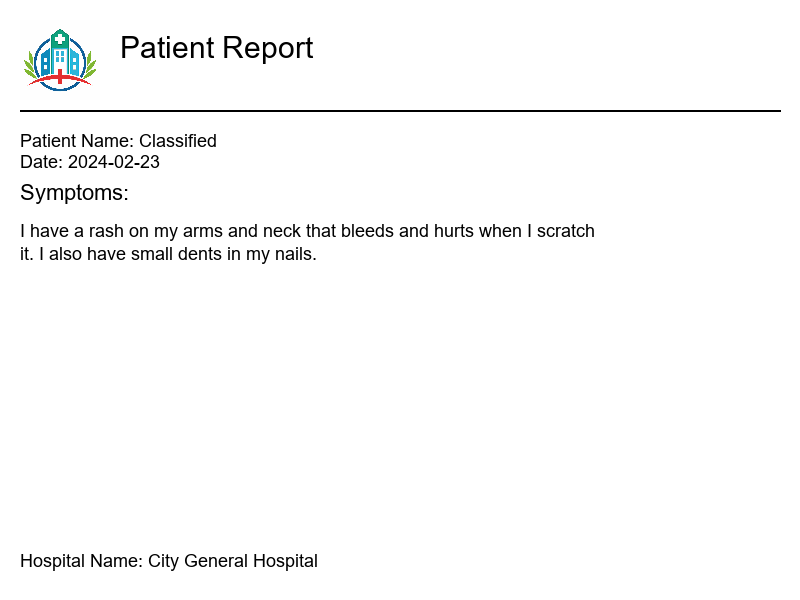 Patient Report
Patient Name: Classified
Date: 2024-02-23
Symptoms:
I have a rash on my arms and neck that bleeds and hurts when I scratch
it. I also have small dents in my nails.
Hospital Name: City General Hospital